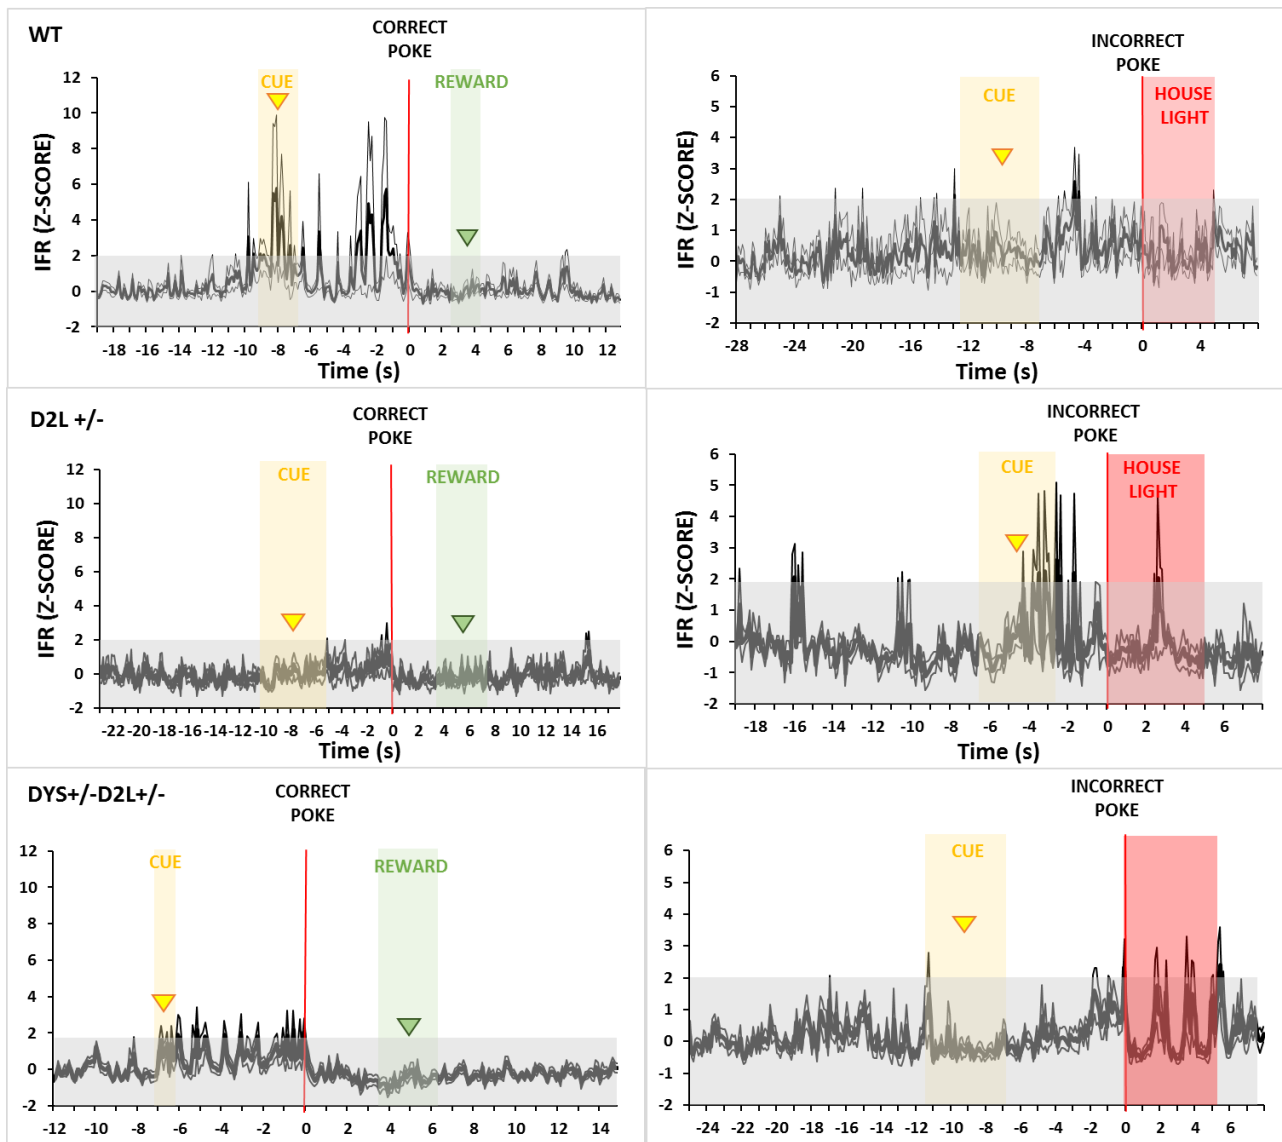 WT
CORRECT
POKE
CUE
REWARD
12
10
8
6
4
2
0
-2
IFR (Z-SCORE)
-18 -16 -14 -12 -10 -8 -6 -4 -2 0 2 4 6 8 10 12
Time (s)
INCORRECT
POKE
CUE
HOUSE
LIGHT
6
5
4
3
2
1
0
-1
-2
IFR (Z-SCORE)
-28 -24 -20 -16 -12 -8 -4 0 4
Time (s)
D2L +/-
CORRECT
POKE
CUE
REWARD
12
10
8
6
4
2
0
-2
IFR (Z-SCORE)
-22 -20 -18 -16 -14 -12 -10 -8 -6 -4 -2 0 2 4 6 8 10 12 14 16
Time (s)
INCORRECT
POKE
CUE
HOUSE
LIGHT
6
5
4
3
2
1
0
-1
-2
IFR (Z-SCORE)
-18 -16 -14 -12 -10 -8 -6 -4 -2 0 2 4 6
Time (s)
DYS+/-D2L+/-
CORRECT
POKE
CUE
REWARD
12
10
8
6
4
2
0
-2
-12 -10 -8 -6 -4 -2 0 2 4 6 8 10 12 14
INCORRECT
POKE
CUE
6
5
4
3
2
1
0
-1
-2
-24 -22 -20 -18 -16 -14 -12 -10 -8 -6 -4 -2 0 2 4 6